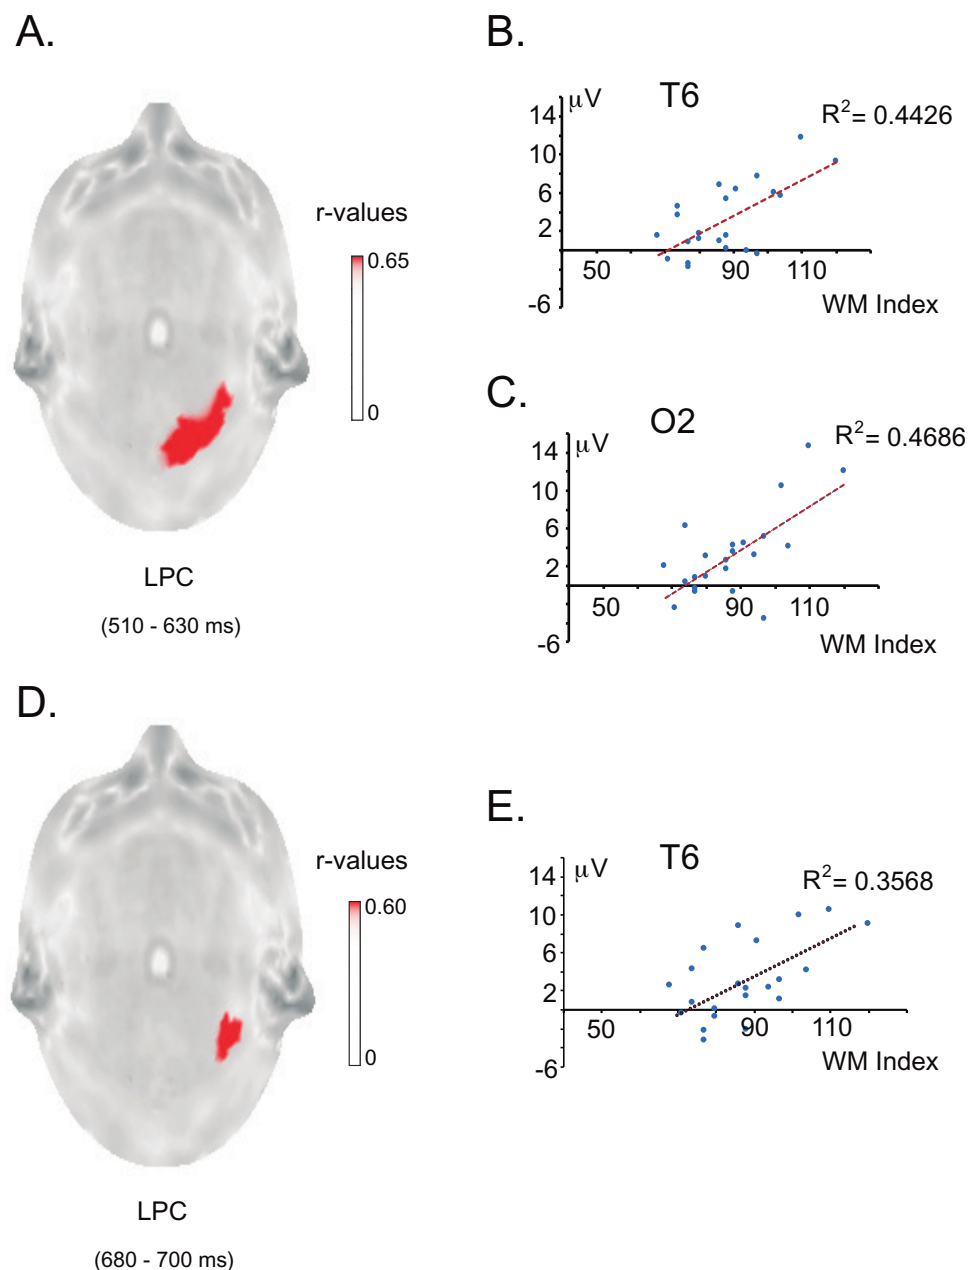 A.
r-values
0.65
0
LPC
(510 - 630 ms)
B.
T6
μV
R²= 0.4426
14
10
6
2
-6
50 90 110
WM Index
C.
O2
μV
R²= 0.4686
14
10
6
2
-6
50 90 110
WM Index
D.
r-values
0.60
0
LPC
(680 - 700 ms)
E.
T6
μV
R²= 0.3568
14
10
6
2
-6
50 90 110
WM Index